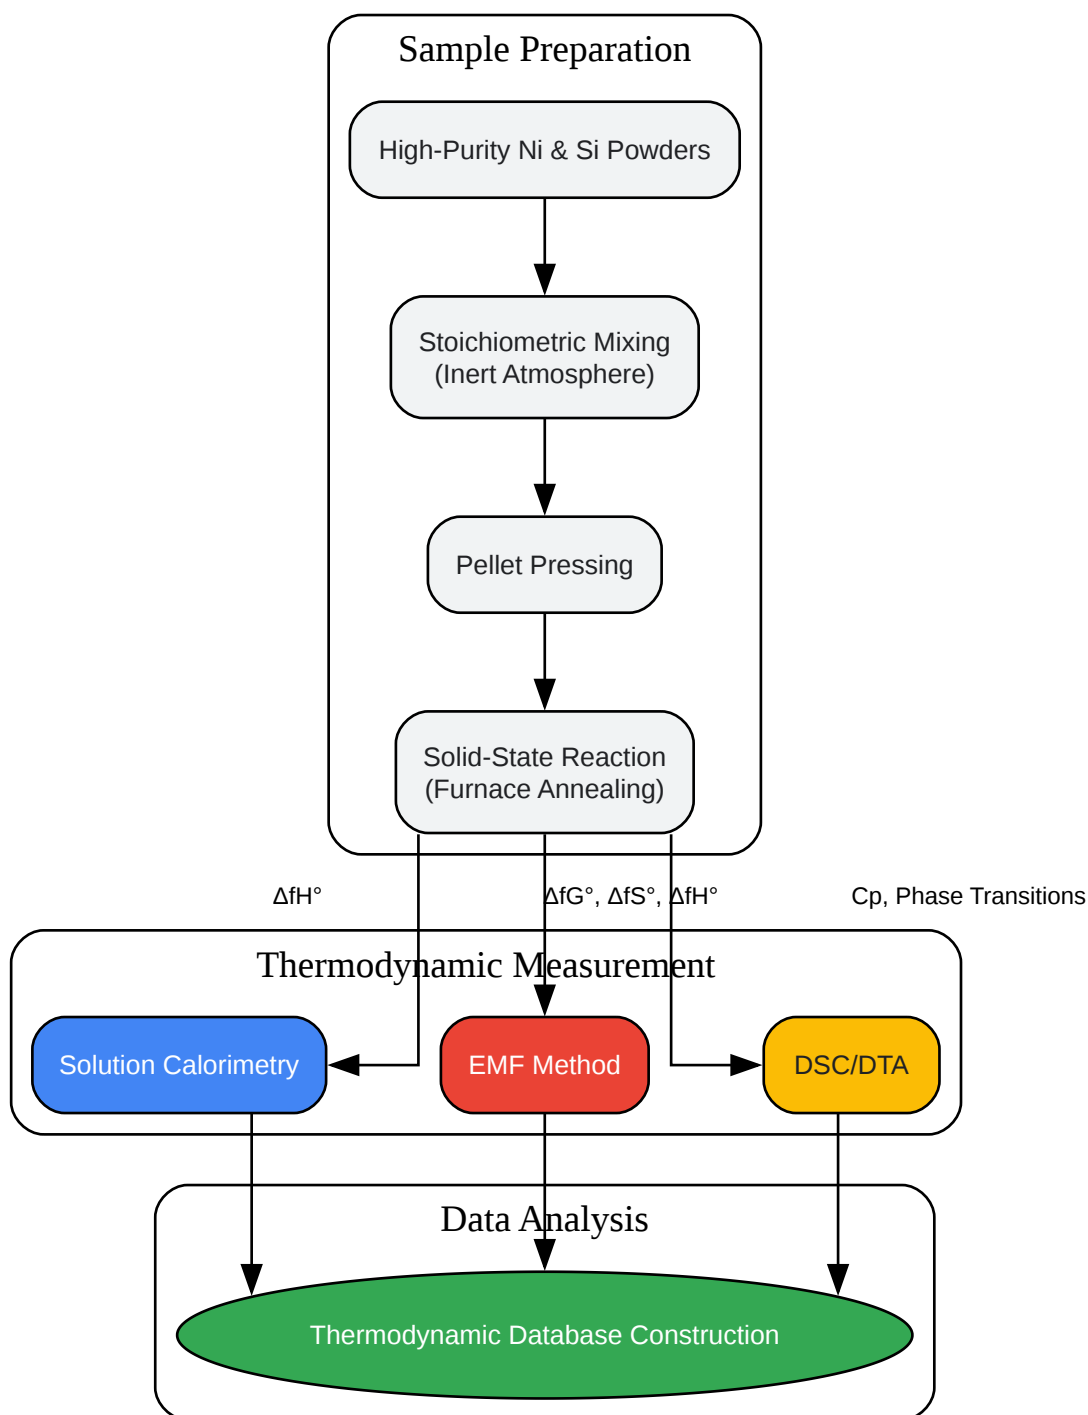 Sample Preparation
High-Purity Ni & Si Powders
Stoichiometric Mixing
(Inert Atmosphere)
Pellet Pressing
Solid-State Reaction
(Furnace Annealing)
ΔfH°
ΔfG°, ΔfS°, ΔfH°
Cp, Phase Transitions
Thermodynamic Measurement
Solution Calorimetry
EMF Method
DSC/DTA
Data Analysis
Thermodynamic Database Construction